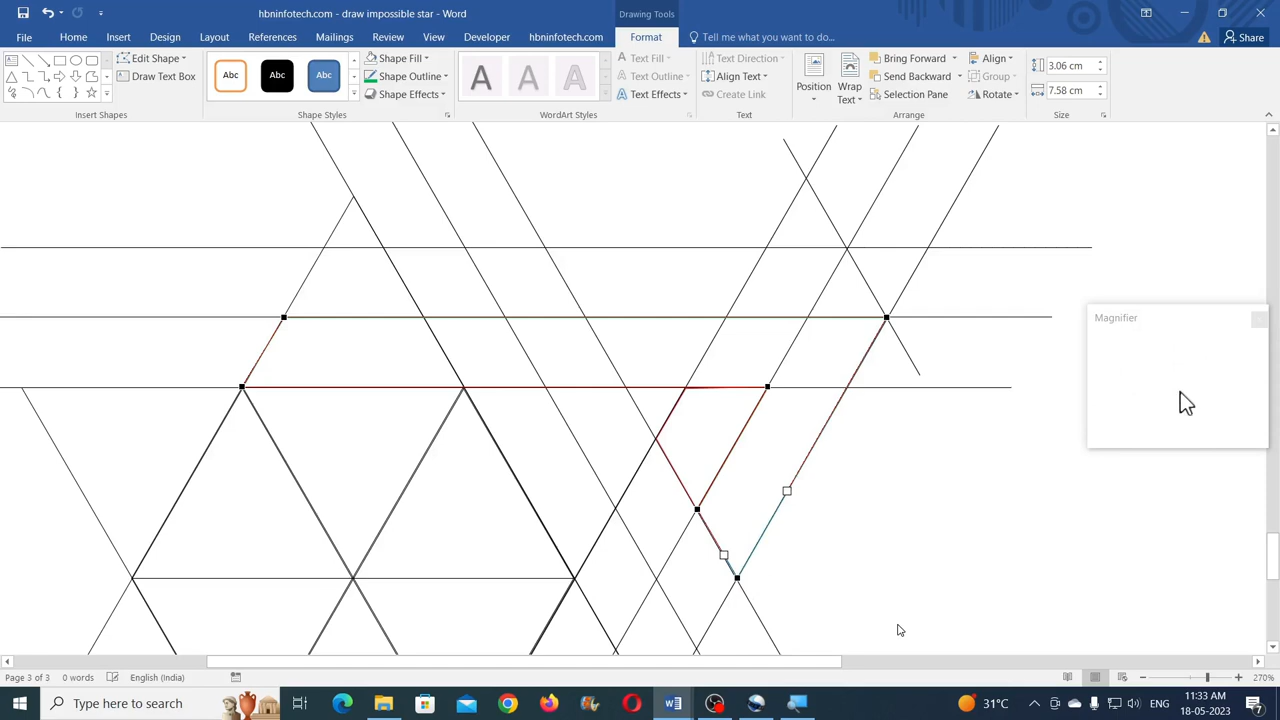 hbninfotech.com - draw impossible star - Word
Drawing Tools
File Home Insert Design Layout References Mailings Review View Developer hbninfotech.com Format Tell me what you want to do... Share
Edit Shape
Draw Text Box
Insert Shapes
Abc Abc Abc
Shape Fill
Shape Outline
Shape Effects
Shape Styles
A A A
Text Fill
Text Outline
Text Effects
WordArt Styles
Text Direction
Align Text
Create Link
Text
Position
Wrap Text
Bring Forward
Send Backward
Selection Pane
Align
Group
Rotate
Arrange
3.06 cm
7.58 cm
Size
Magnifier
Page 3 of 3 0 words English (India) 270%
Type here to search
31°C ENG 11:33 AM
18-05-2023